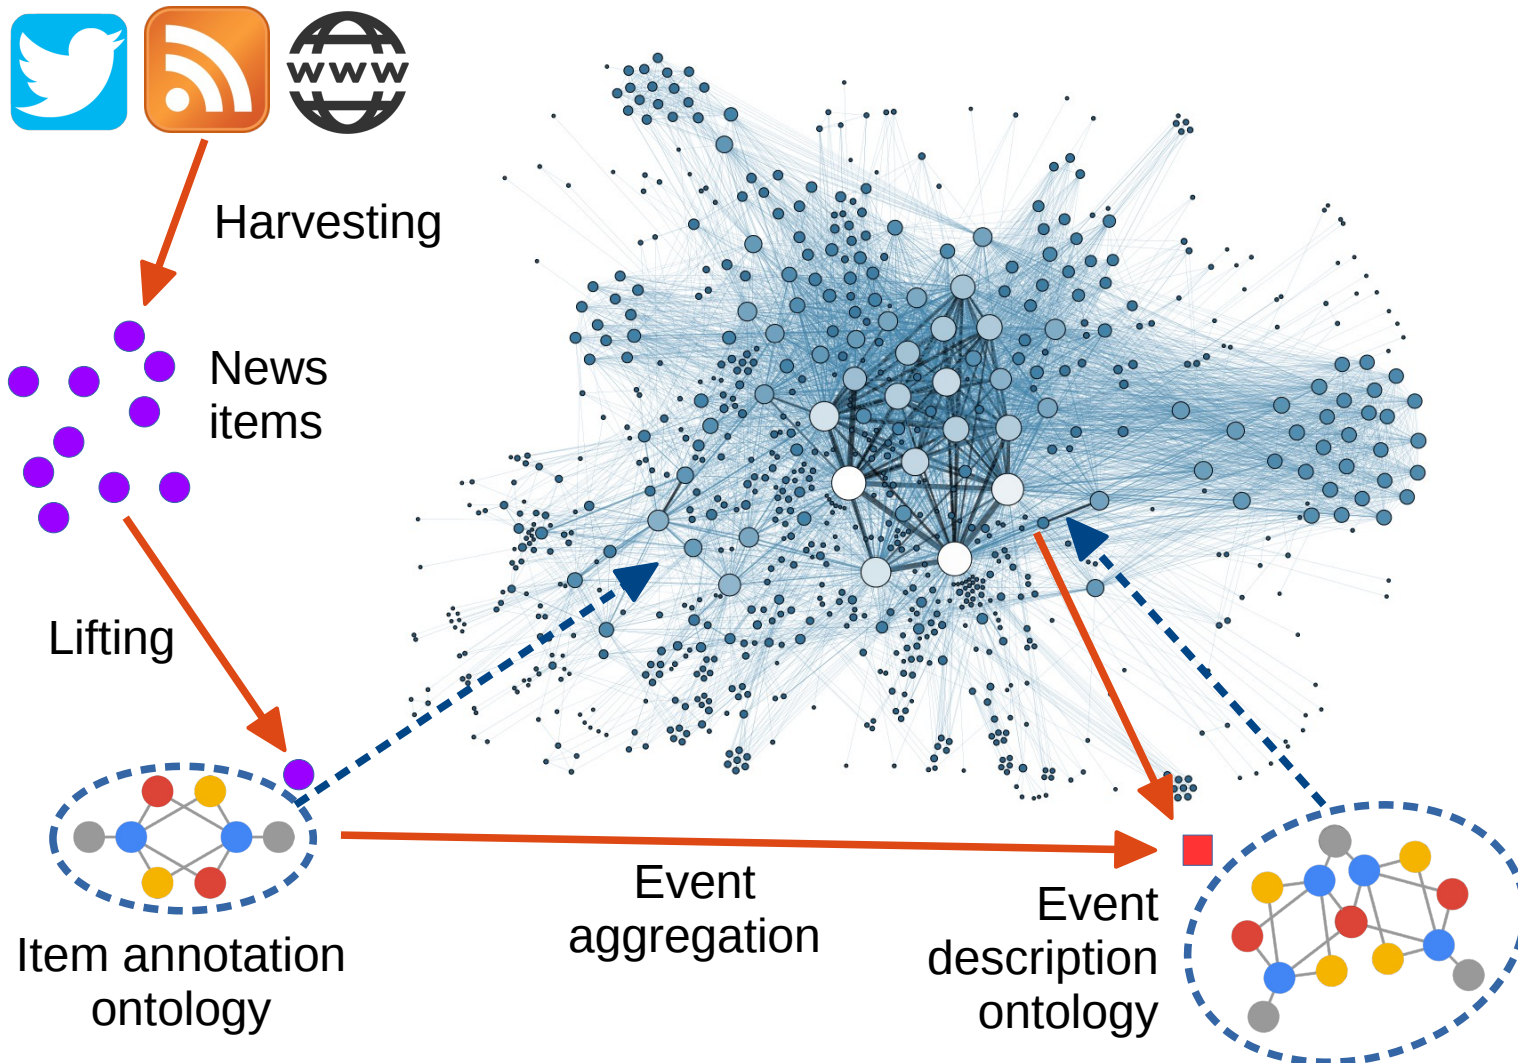 WWW
Harvesting
News
items
Lifting
Item annotation
ontology
Event
aggregation
Event
description
ontology